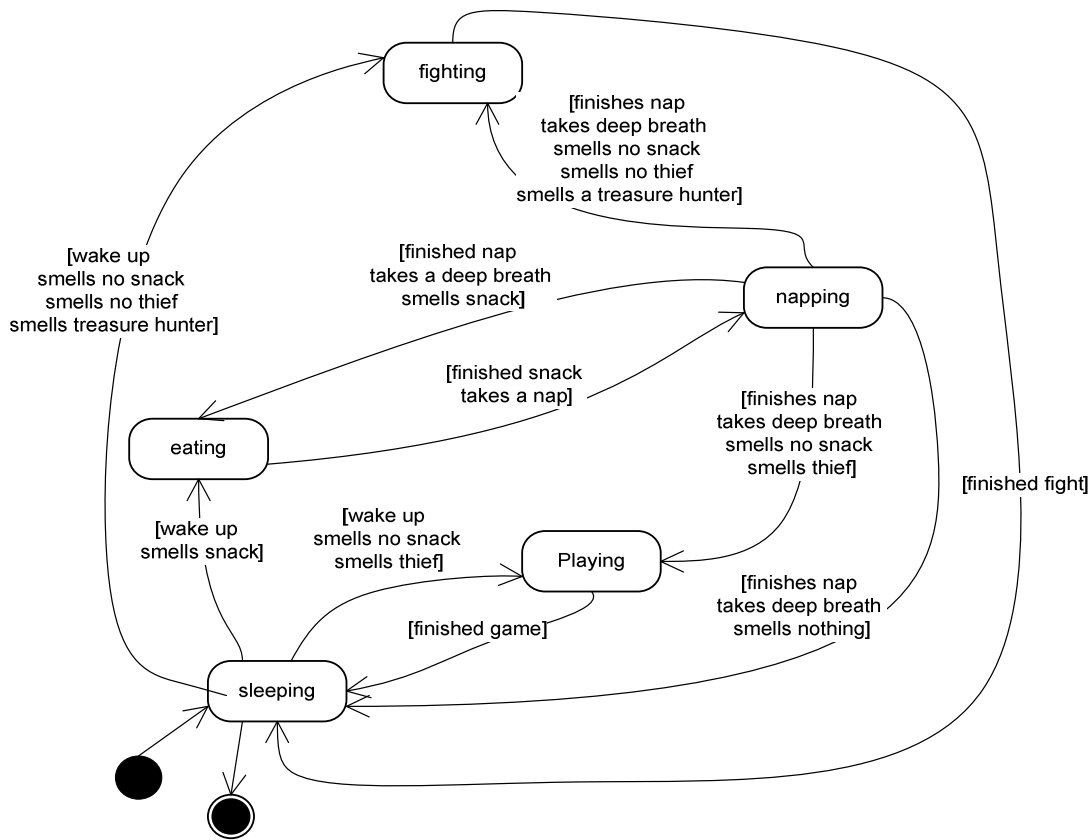 fighting
[finishes nap
takes deep breath
smells no snack
smells no thief
smells a treasure hunter]
[wake up
smells no snack
smells no thief
smells treasure hunter]
[finished nap
takes a deep breath
smells snack]
napping
[finished snack
takes a nap]
[finishes nap
takes deep breath
smells no snack
smells thief]
eating
[finished fight]
[wake up
smells snack]
[wake up
smells no snack
smells thief]
Playing
[finishes nap
takes deep breath
smells nothing]
[finished game]
sleeping